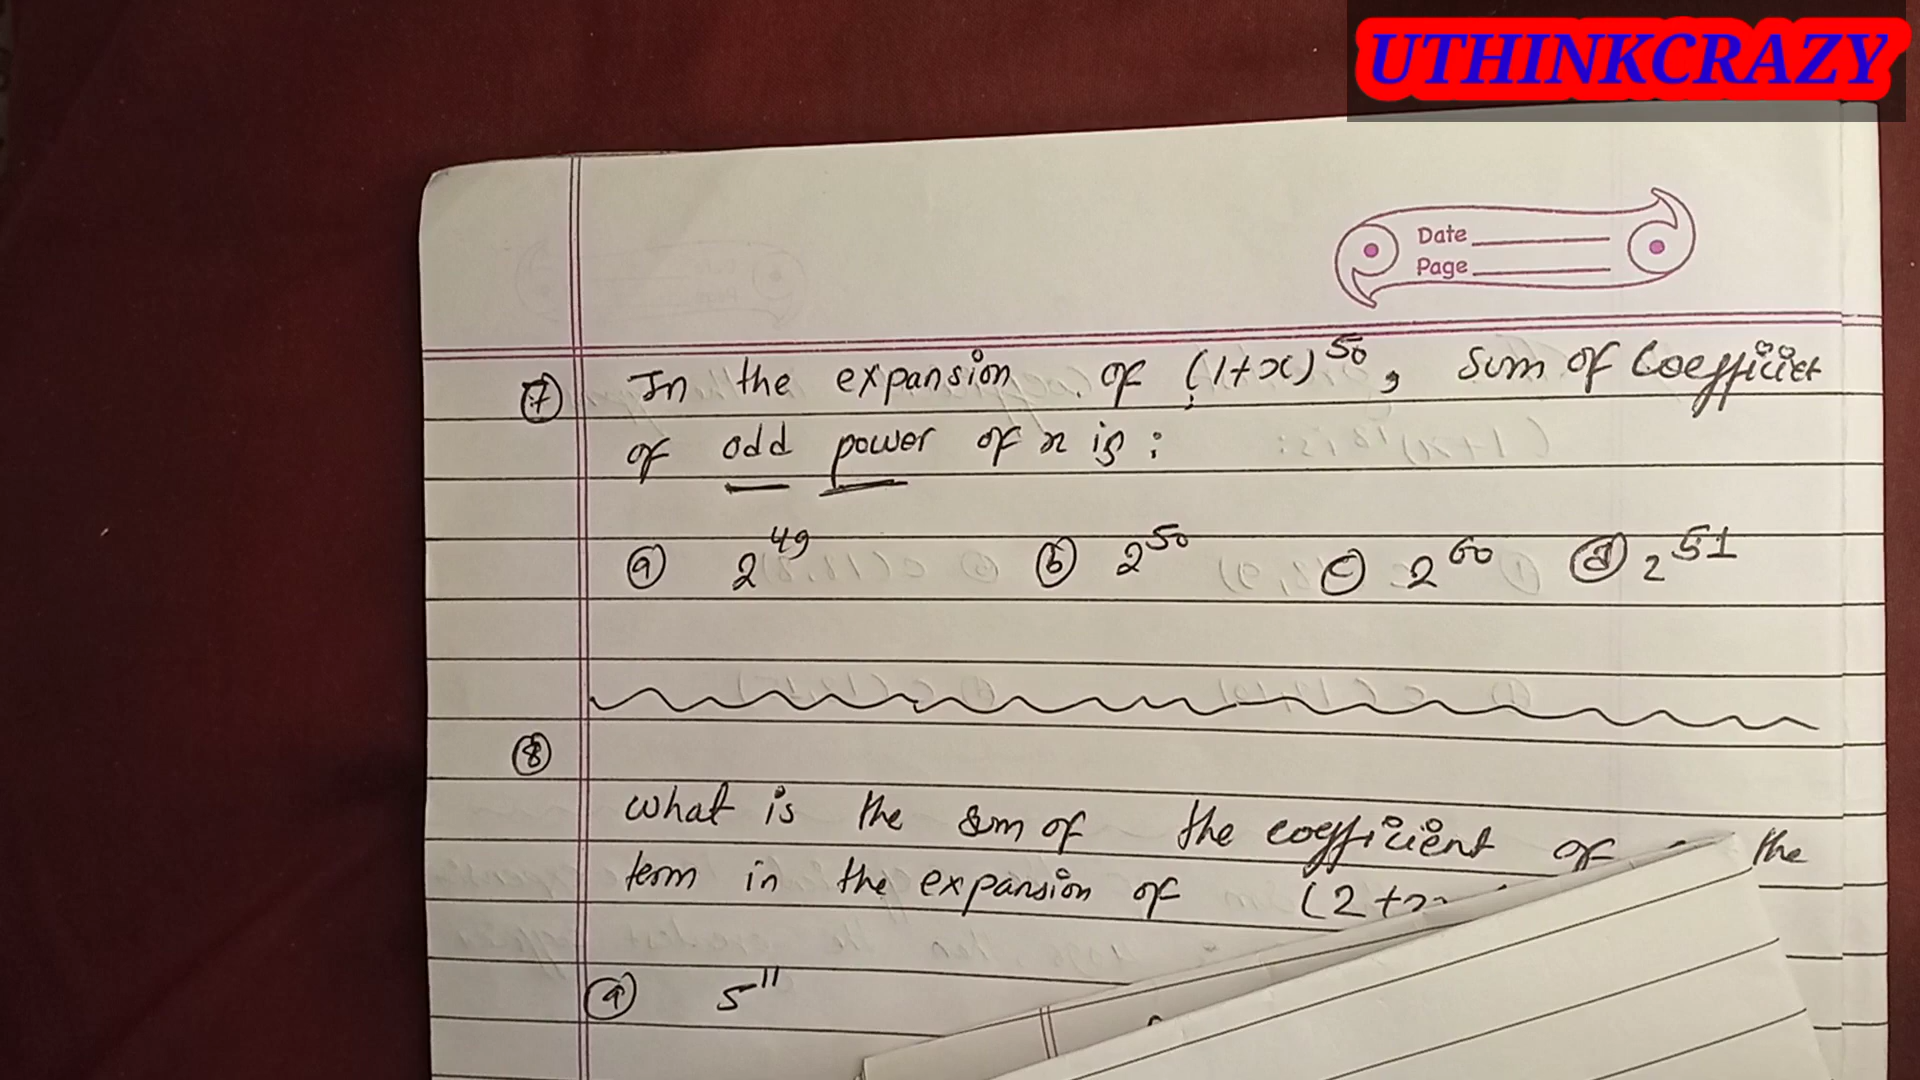 UTHINKCRAZY
Date
Page
7 In the expansion of (1+x)^50, sum of Coefficiet
of odd power of x is:
a 2^49 b 2^50 c 2^60 d 2^51
8
what is the sum of the coefficient of the
term in the expansion of (2+
a 5^11